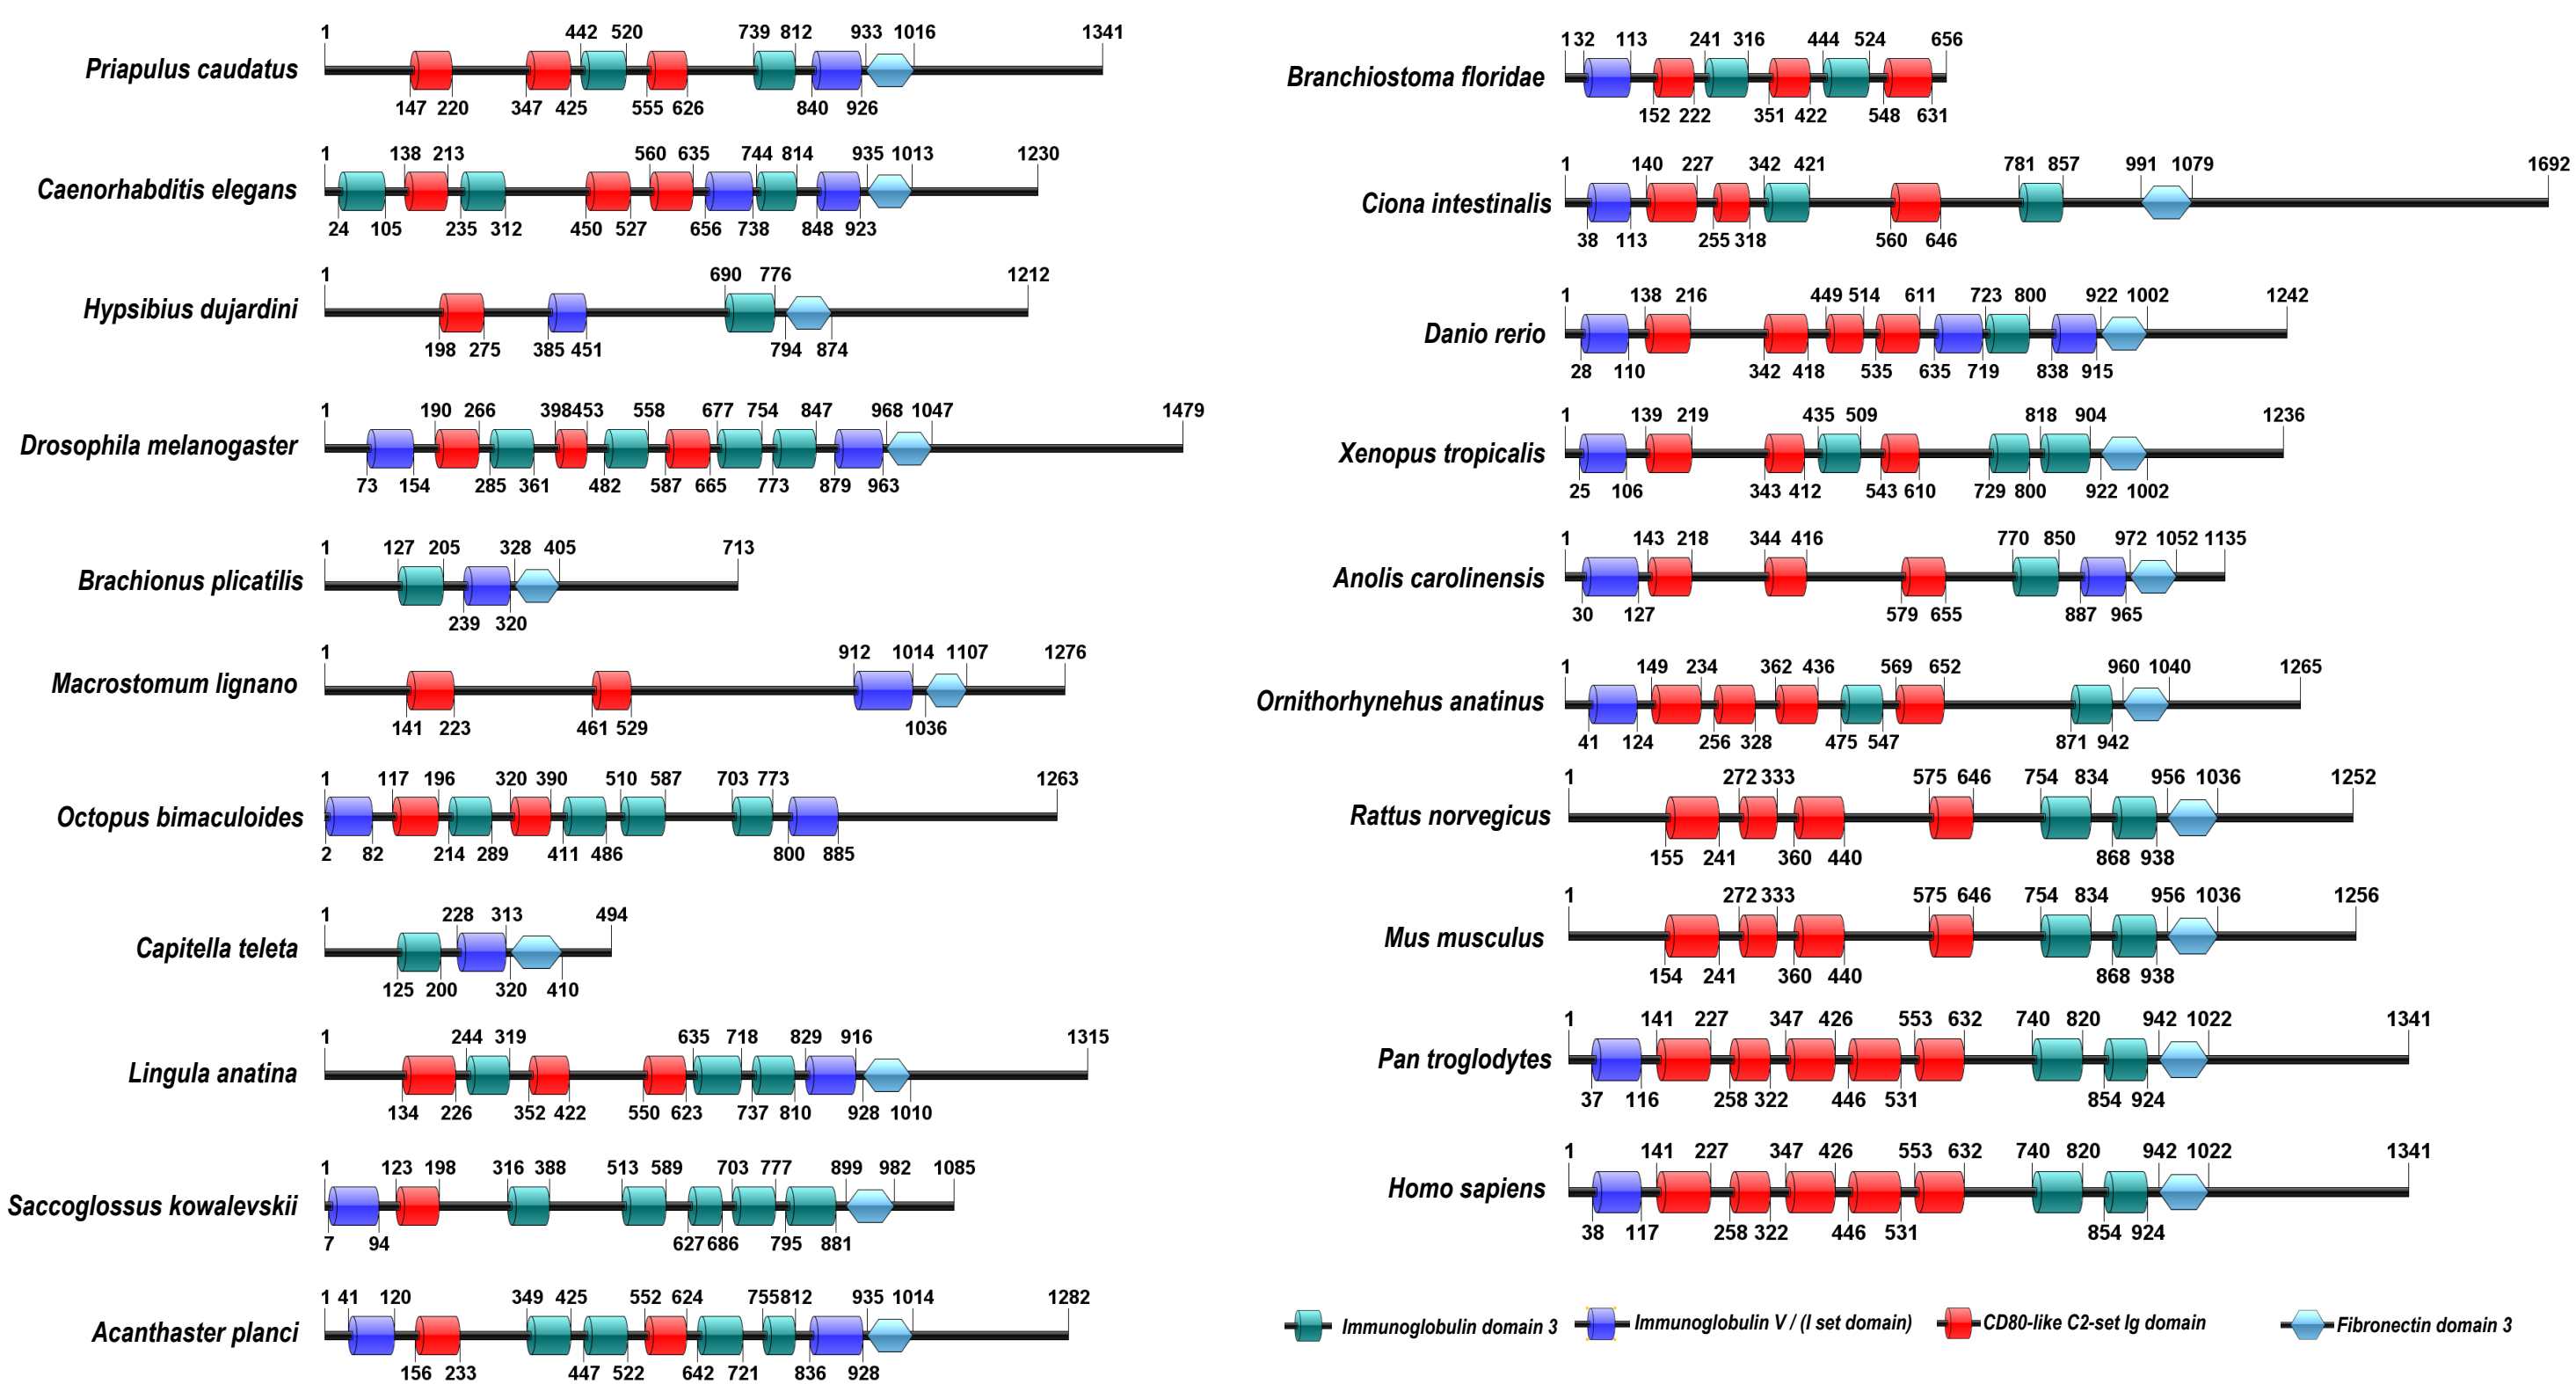 1 442 520 739 812 933 1016 1341
Priapulus caudatus
147 220 347 425 555 626 840 926
1 138 213 560 635 744 814 935 1013 1230
Caenorhabditis elegans
24 105 235 312 450 527 656 738 848 923
1 690 776 1212
Hypsibius dujardini
198 275 385 451 794 874
1 190 266 398 453 558 677 754 847 968 1047 1479
Drosophila melanogaster
73 154 285 361 482 587 665 773 879 963
1 127 205 328 405 713
Brachionus plicatilis
239 320
1 912 1014 1107 1276
Macrostomum lignano
141 223 461 529 1036
1 117 196 320 390 510 587 703 773 1263
Octopus bimaculoides
2 82 214 289 411 486 800 885
1 228 313 494
Capitella teleta
125 200 320 410
1 244 319 635 718 829 916 1315
Lingula anatina
134 226 352 422 550 623 737 810 928 1010
1 123 198 316 388 513 589 703 777 899 982 1085
Saccoglossus kowalevskii
7 94 627 686 795 881
1 41 120 349 425 552 624 755 812 935 1014 1282
Acanthaster planci
156 233 447 522 642 721 836 928
1 32 113 241 316 444 524 656
Branchiostoma floridae
152 222 351 422 548 631
1 140 227 342 421 781 857 991 1079 1692
Ciona intestinalis
38 113 255 318 560 646
1 138 216 449 514 611 723 800 922 1002 1242
Danio rerio
28 110 342 418 535 635 719 838 915
1 139 219 435 509 818 904 1236
Xenopus tropicalis
25 106 343 412 543 610 729 800 922 1002
1 143 218 344 416 770 850 972 1052 1135
Anolis carolinensis
30 127 579 655 887 965
1 149 234 362 436 569 652 960 1040 1265
Ornithorhynehus anatinus
41 124 256 328 475 547 871 942
1 272 333 575 646 754 834 956 1036 1252
Rattus norvegicus
155 241 360 440 868 938
1 272 333 575 646 754 834 956 1036 1256
Mus musculus
154 241 360 440 868 938
1 141 227 347 426 553 632 740 820 942 1022 1341
Pan troglodytes
37 116 258 322 446 531 854 924
1 141 227 347 426 553 632 740 820 942 1022 1341
Homo sapiens
38 117 258 322 446 531 854 924
Immunoglobulin domain 3 Immunoglobulin V / (I set domain) CD80-like C2-set Ig domain Fibronectin domain 3